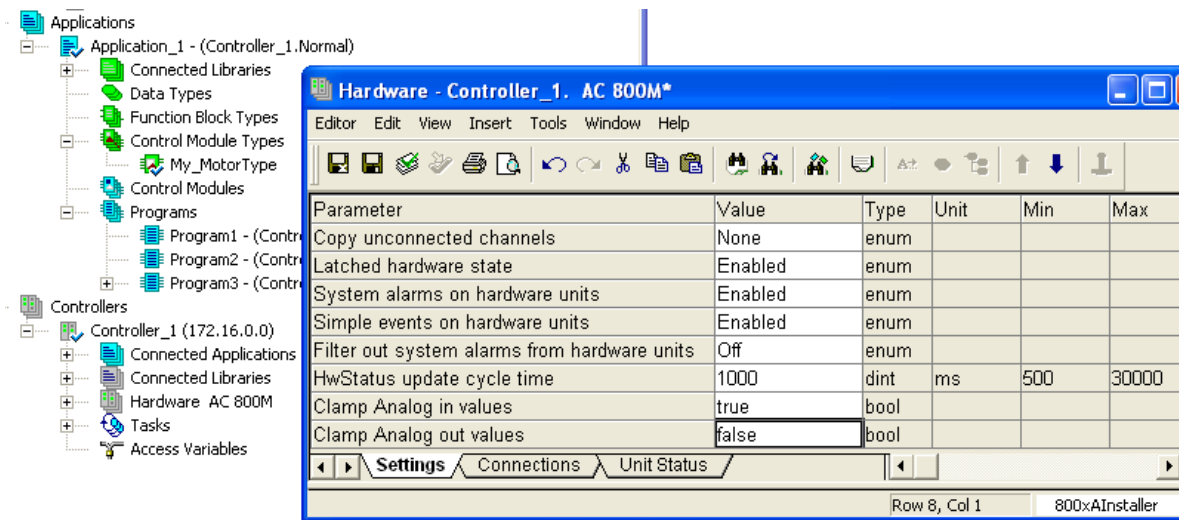 Applications
Application_1 - (Controller_1.Normal)
Connected Libraries
Data Types
Function Block Types
Control Module Types
My_MotorType
Control Modules
Programs
Program1 - (Contr
Program2 - (Contr
Program3 - (Contr
Controllers
Controller_1 (172.16.0.0)
Connected Applications
Connected Libraries
Hardware AC 800M
Tasks
Access Variables
Hardware - Controller_1. AC 800M*
Editor Edit View Insert Tools Window Help
Parameter Value Type Unit Min Max
Copy unconnected channels None enum
Latched hardware state Enabled enum
System alarms on hardware units Enabled enum
Simple events on hardware units Enabled enum
Filter out system alarms from hardware units Off enum
HwStatus update cycle time 1000 dint ms 500 30000
Clamp Analog in values true bool
Clamp Analog out values false bool
Settings Connections Unit Status
Row 8, Col 1 800xAInstaller